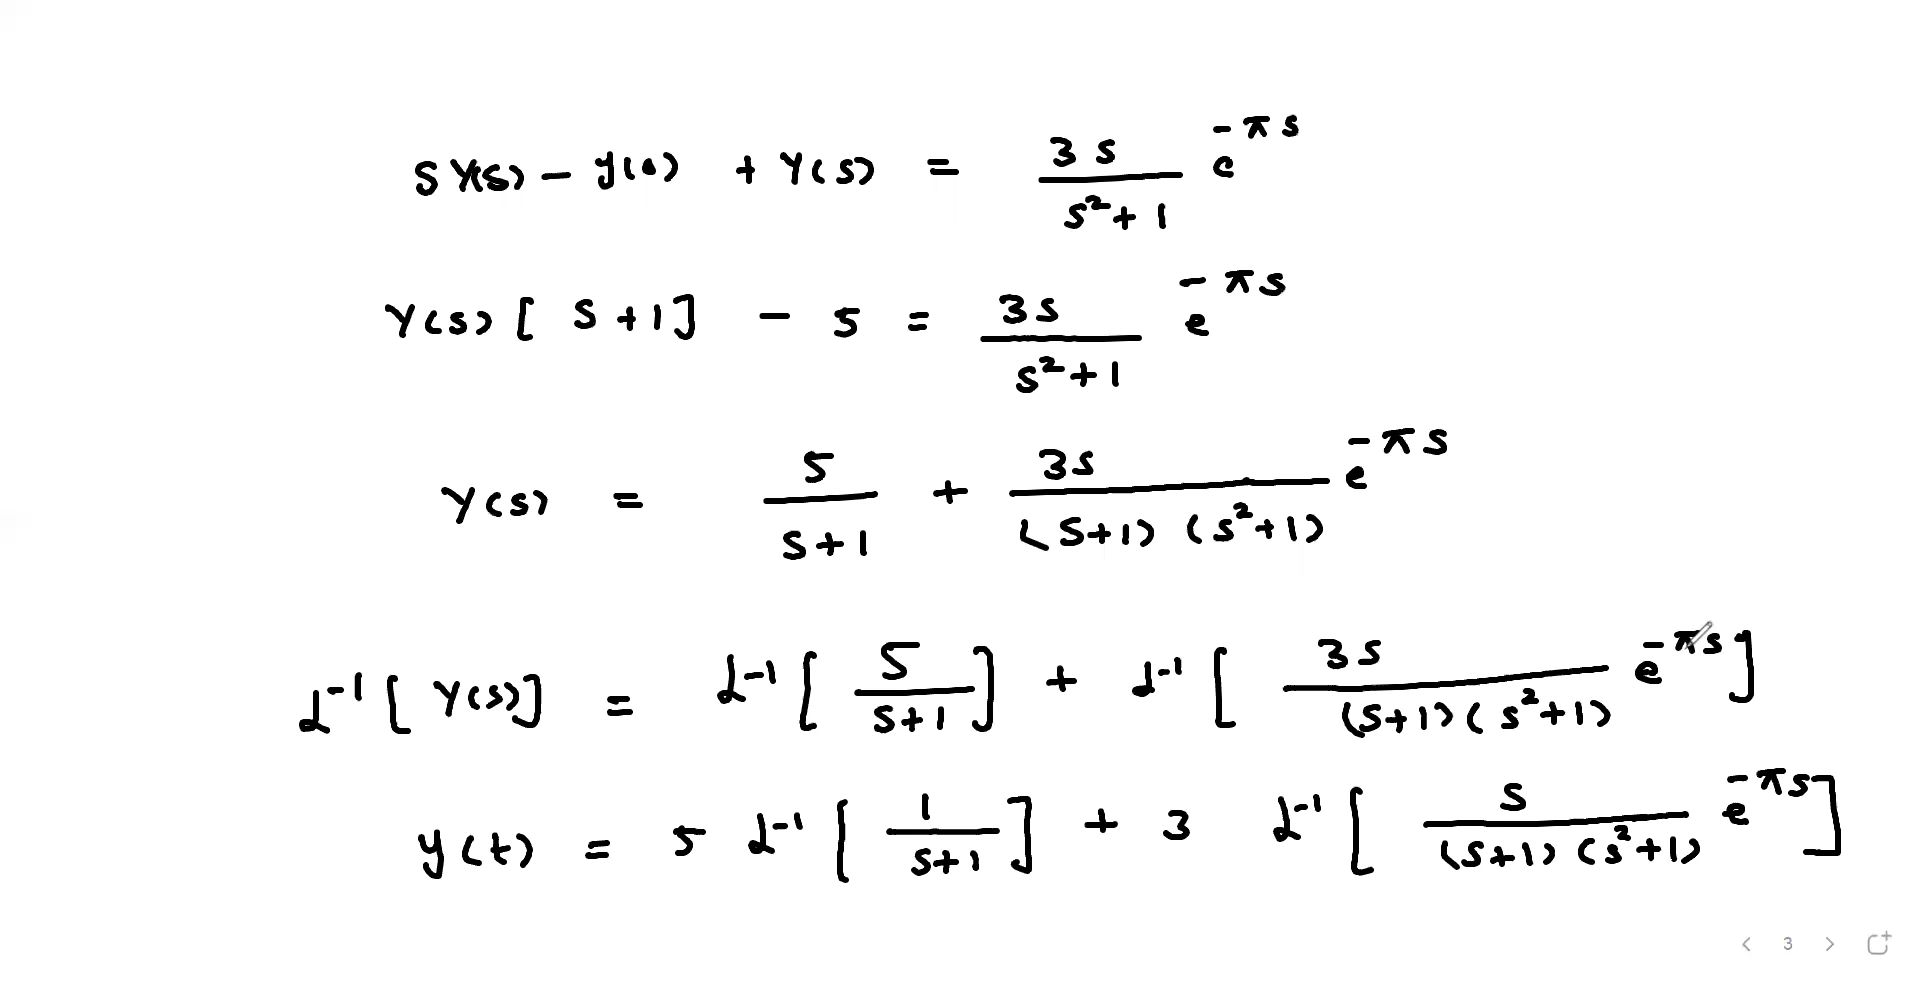 sY(s) - y(0) + Y(s) = 3s/(s²+1) e^(-πs)
Y(s)[s+1] - 5 = 3s/(s²+1) e^(-πs)
Y(s) = 5/(s+1) + 3s/((s+1)(s²+1)) e^(-πs)
ℒ⁻¹[Y(s)] = ℒ⁻¹[5/(s+1)] + ℒ⁻¹[3s/((s+1)(s²+1)) e^(-πs)]
y(t) = 5 ℒ⁻¹[1/(s+1)] + 3 ℒ⁻¹[s/((s+1)(s²+1)) e^(-πs)]
< 3 >